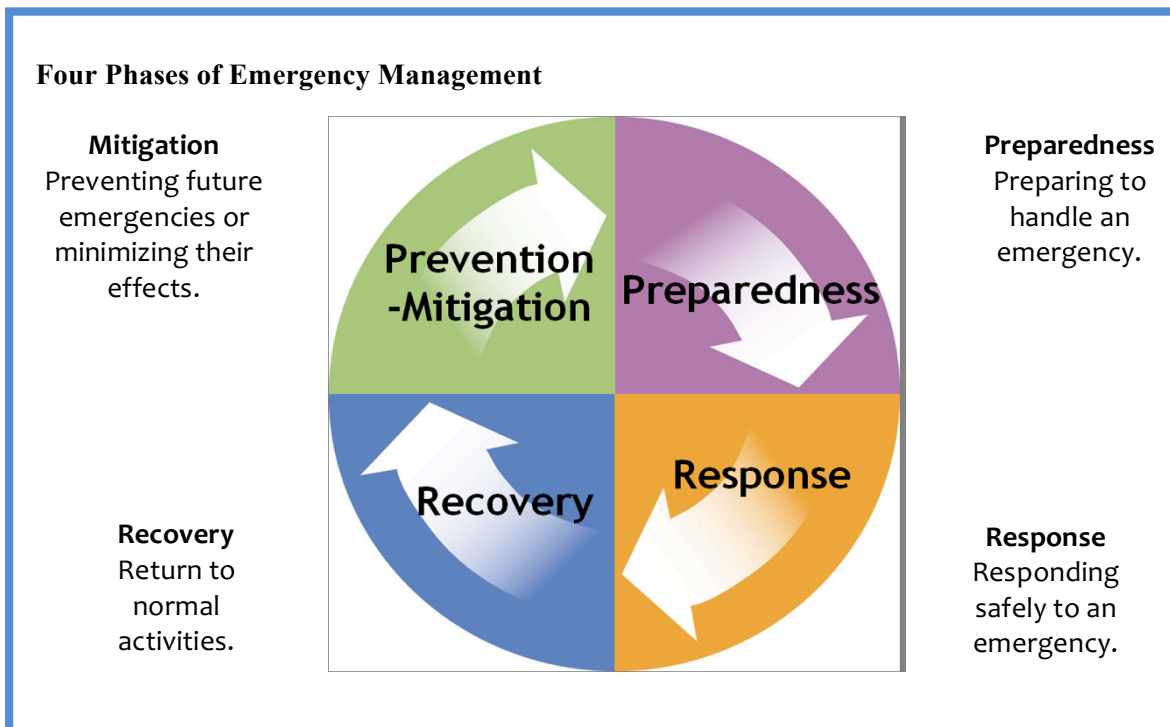 Four Phases of Emergency Management
Mitigation
Preventing future
emergencies or
minimizing their
effects.
Preparedness
Preparing to
handle an
emergency.
Prevention
-Mitigation
Preparedness
Recovery
Response
Recovery
Return to
normal
activities.
Response
Responding
safely to an
emergency.